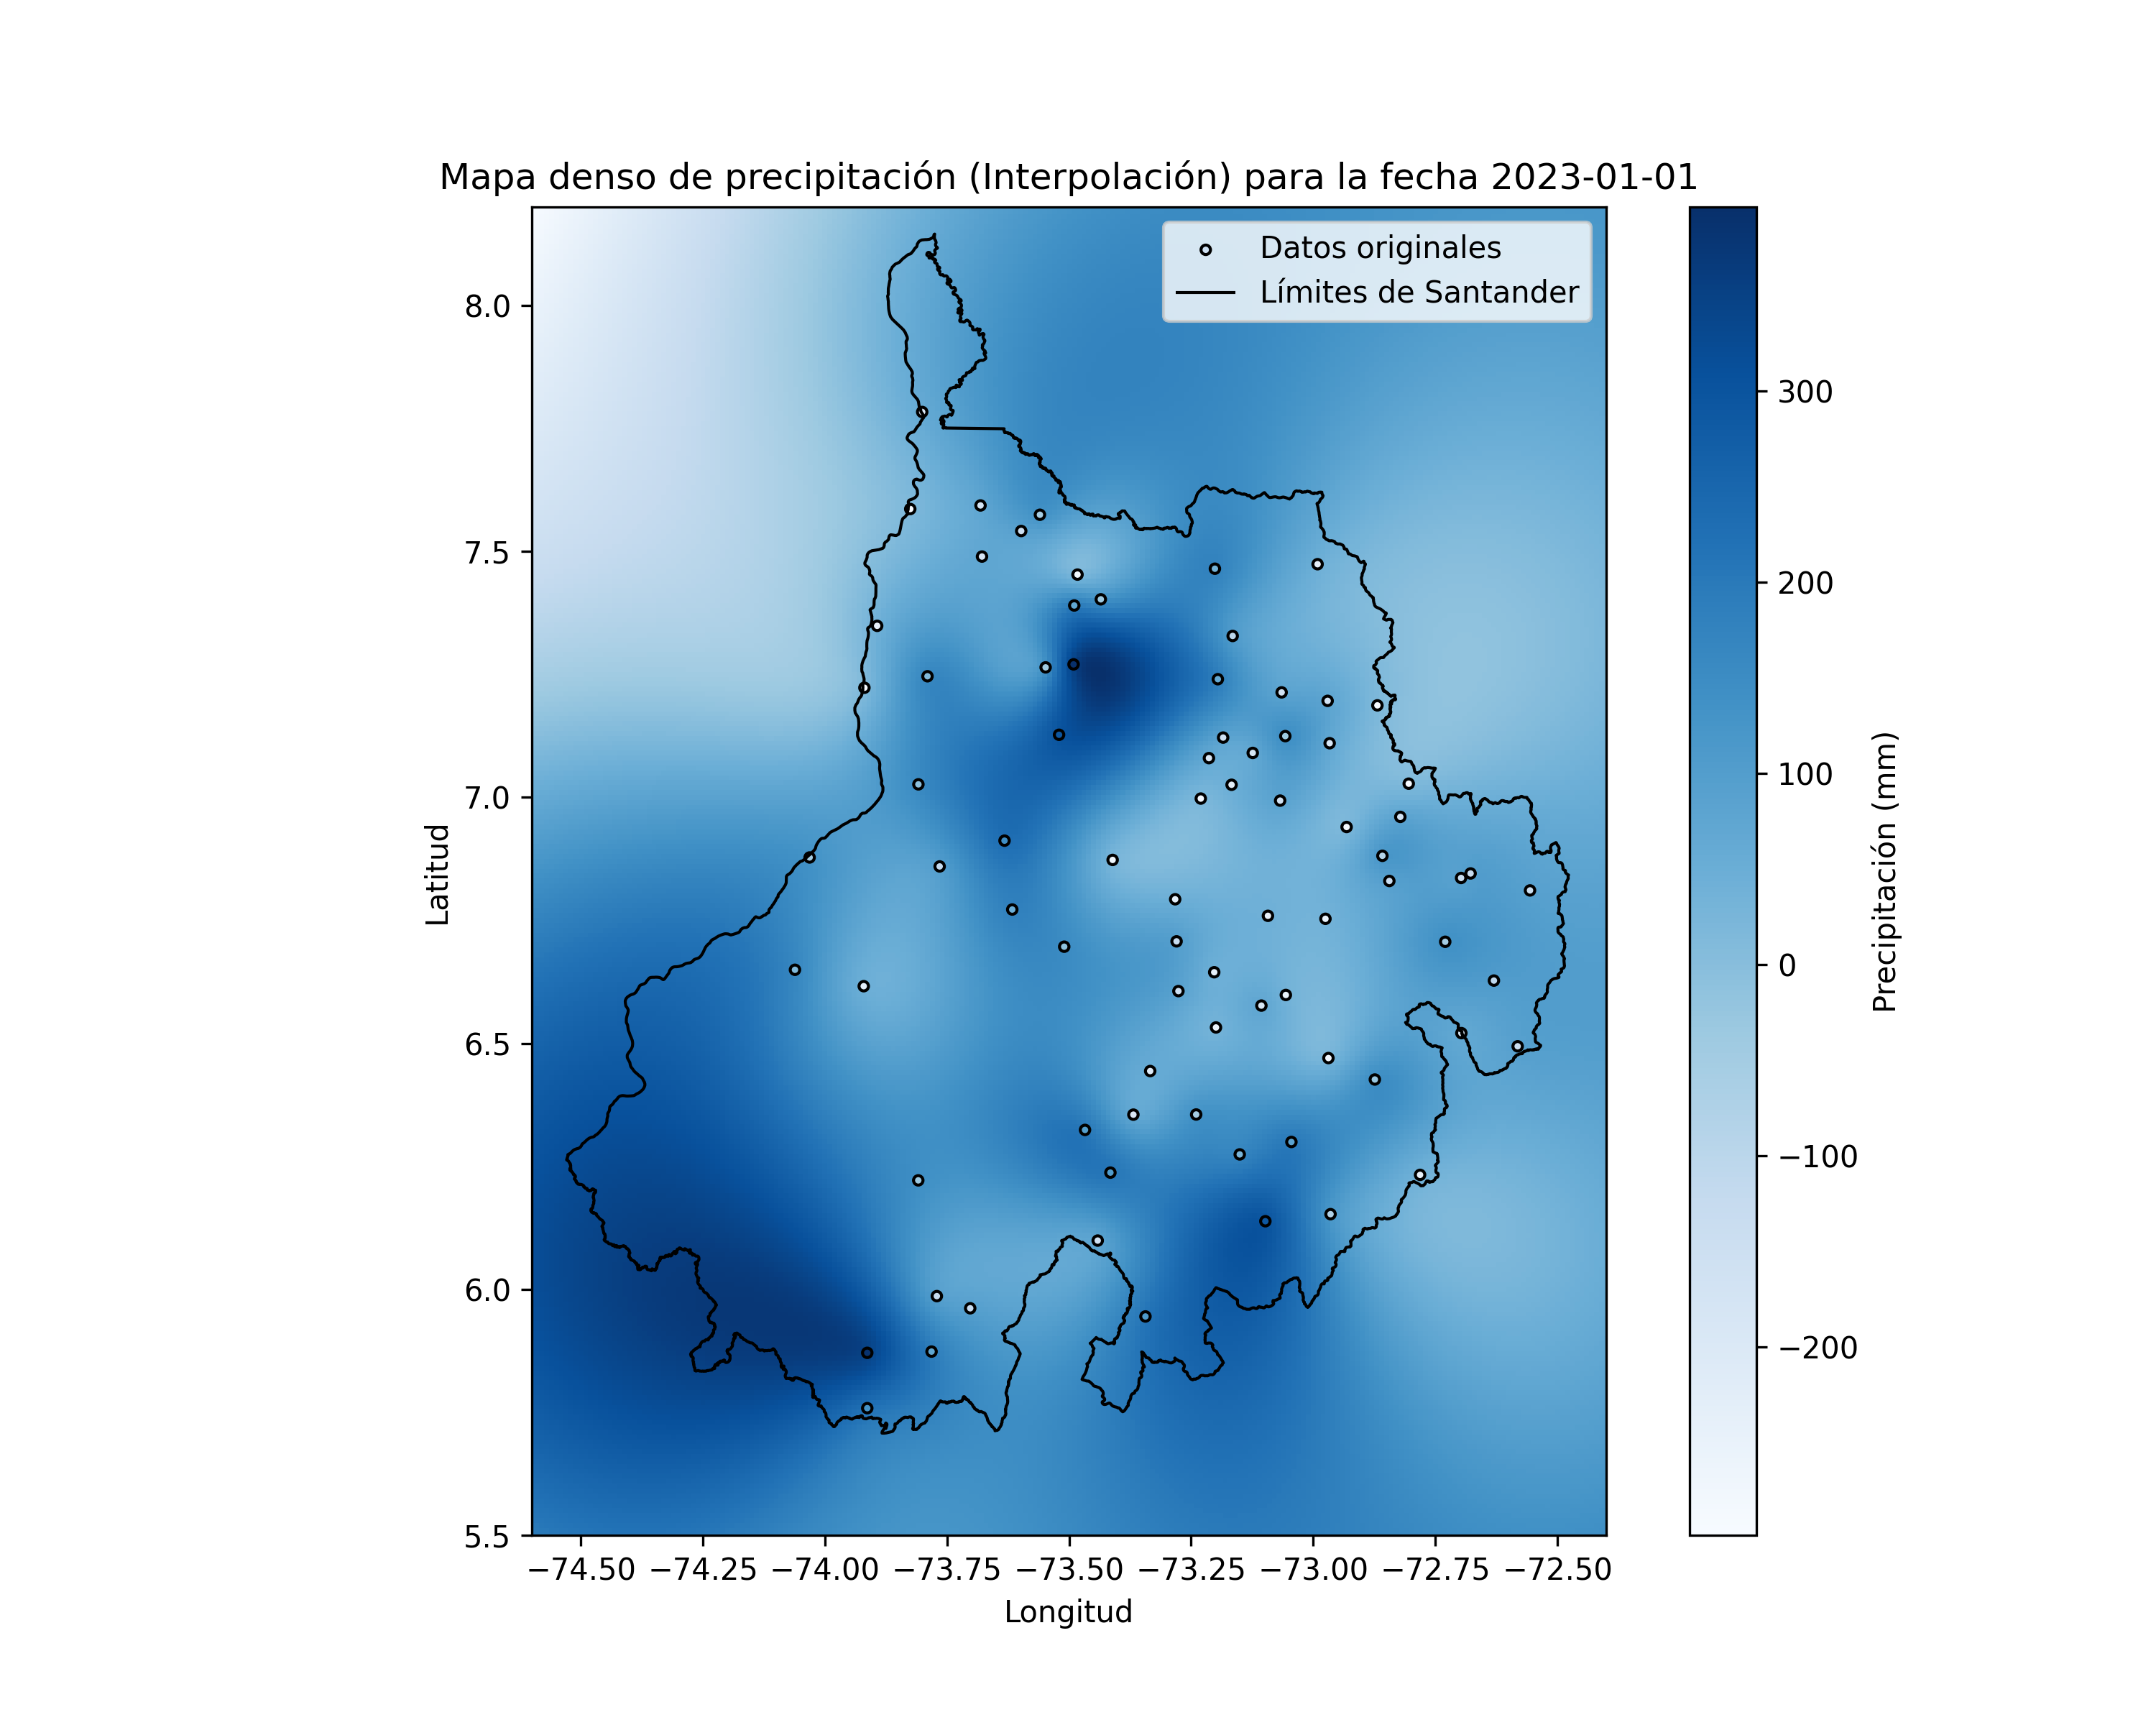 Mapa denso de precipitación (Interpolación) para la fecha 2023-01-01
Datos originales
Límites de Santander
8.0
7.5
7.0
6.5
6.0
5.5
Latitud
−74.50 −74.25 −74.00 −73.75 −73.50 −73.25 −73.00 −72.75 −72.50
Longitud
300
200
100
0
−100
−200
Precipitación (mm)